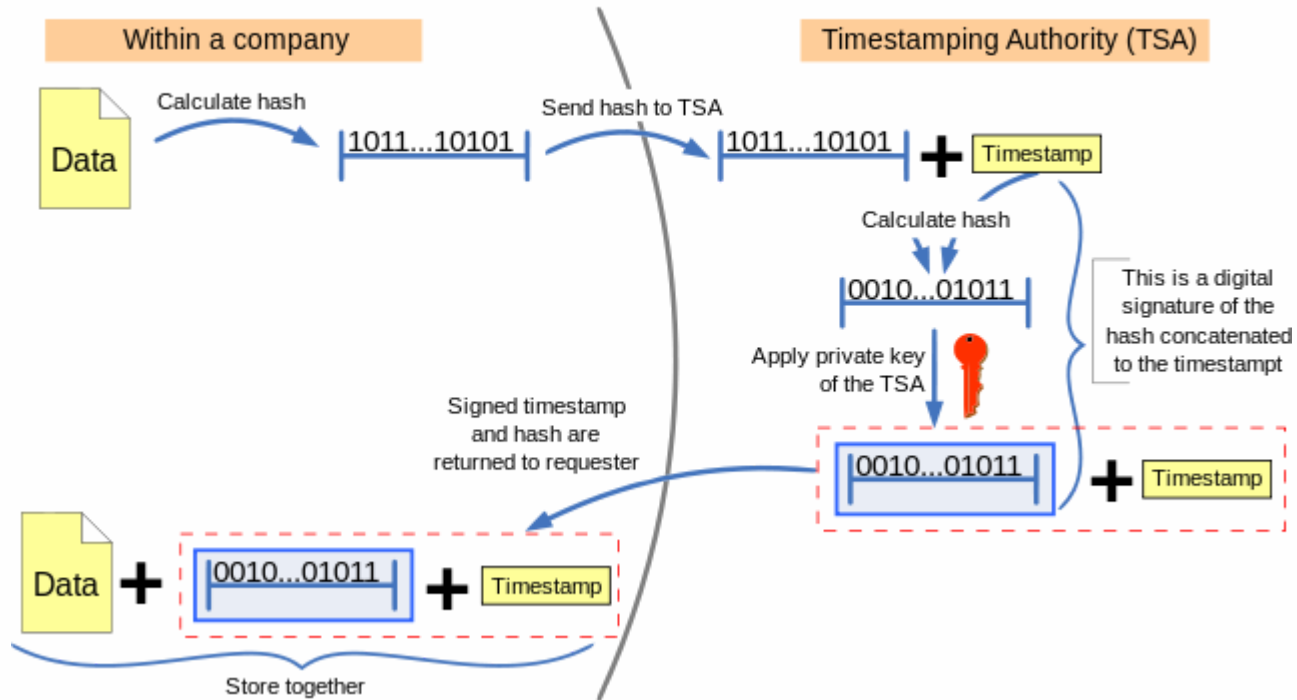 Within a company
Timestamping Authority (TSA)
Data
Calculate hash
1011...10101
Send hash to TSA
1011...10101
Timestamp
Calculate hash
0010...01011
This is a digital
signature of the
hash concatenated
to the timestampt
Apply private key
of the TSA
Signed timestamp
and hash are
returned to requester
0010...01011
Timestamp
Data
0010...01011
Timestamp
Store together